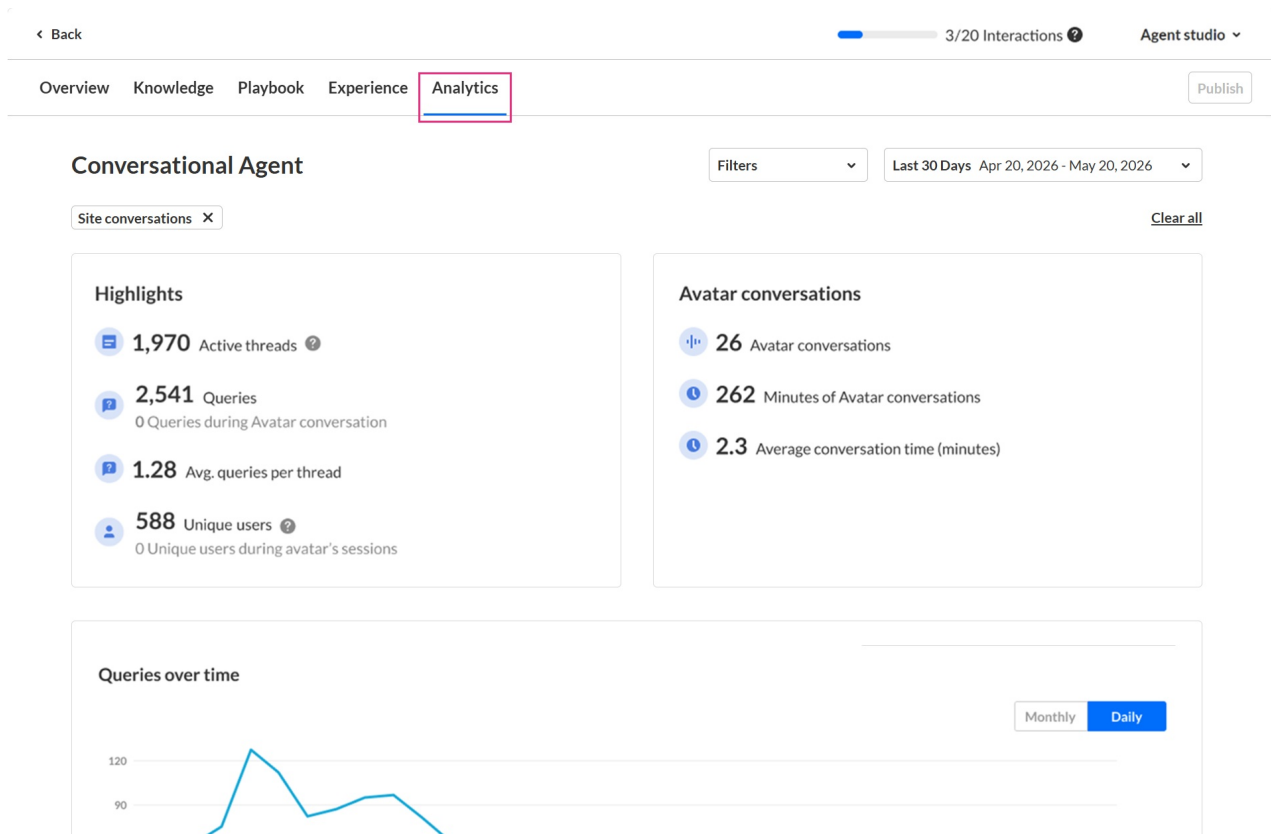 Back
3/20 Interactions ?
Agent studio
Overview Knowledge Playbook Experience Analytics
Publish
Conversational Agent
Filters
Last 30 Days Apr 20, 2026 - May 20, 2026
Site conversations X
Clear all
Highlights
1,970 Active threads ?
2,541 Queries
0 Queries during Avatar conversation
1.28 Avg. queries per thread
588 Unique users ?
0 Unique users during avatar's sessions
Avatar conversations
26 Avatar conversations
262 Minutes of Avatar conversations
2.3 Average conversation time (minutes)
Queries over time
Monthly Daily
120
90